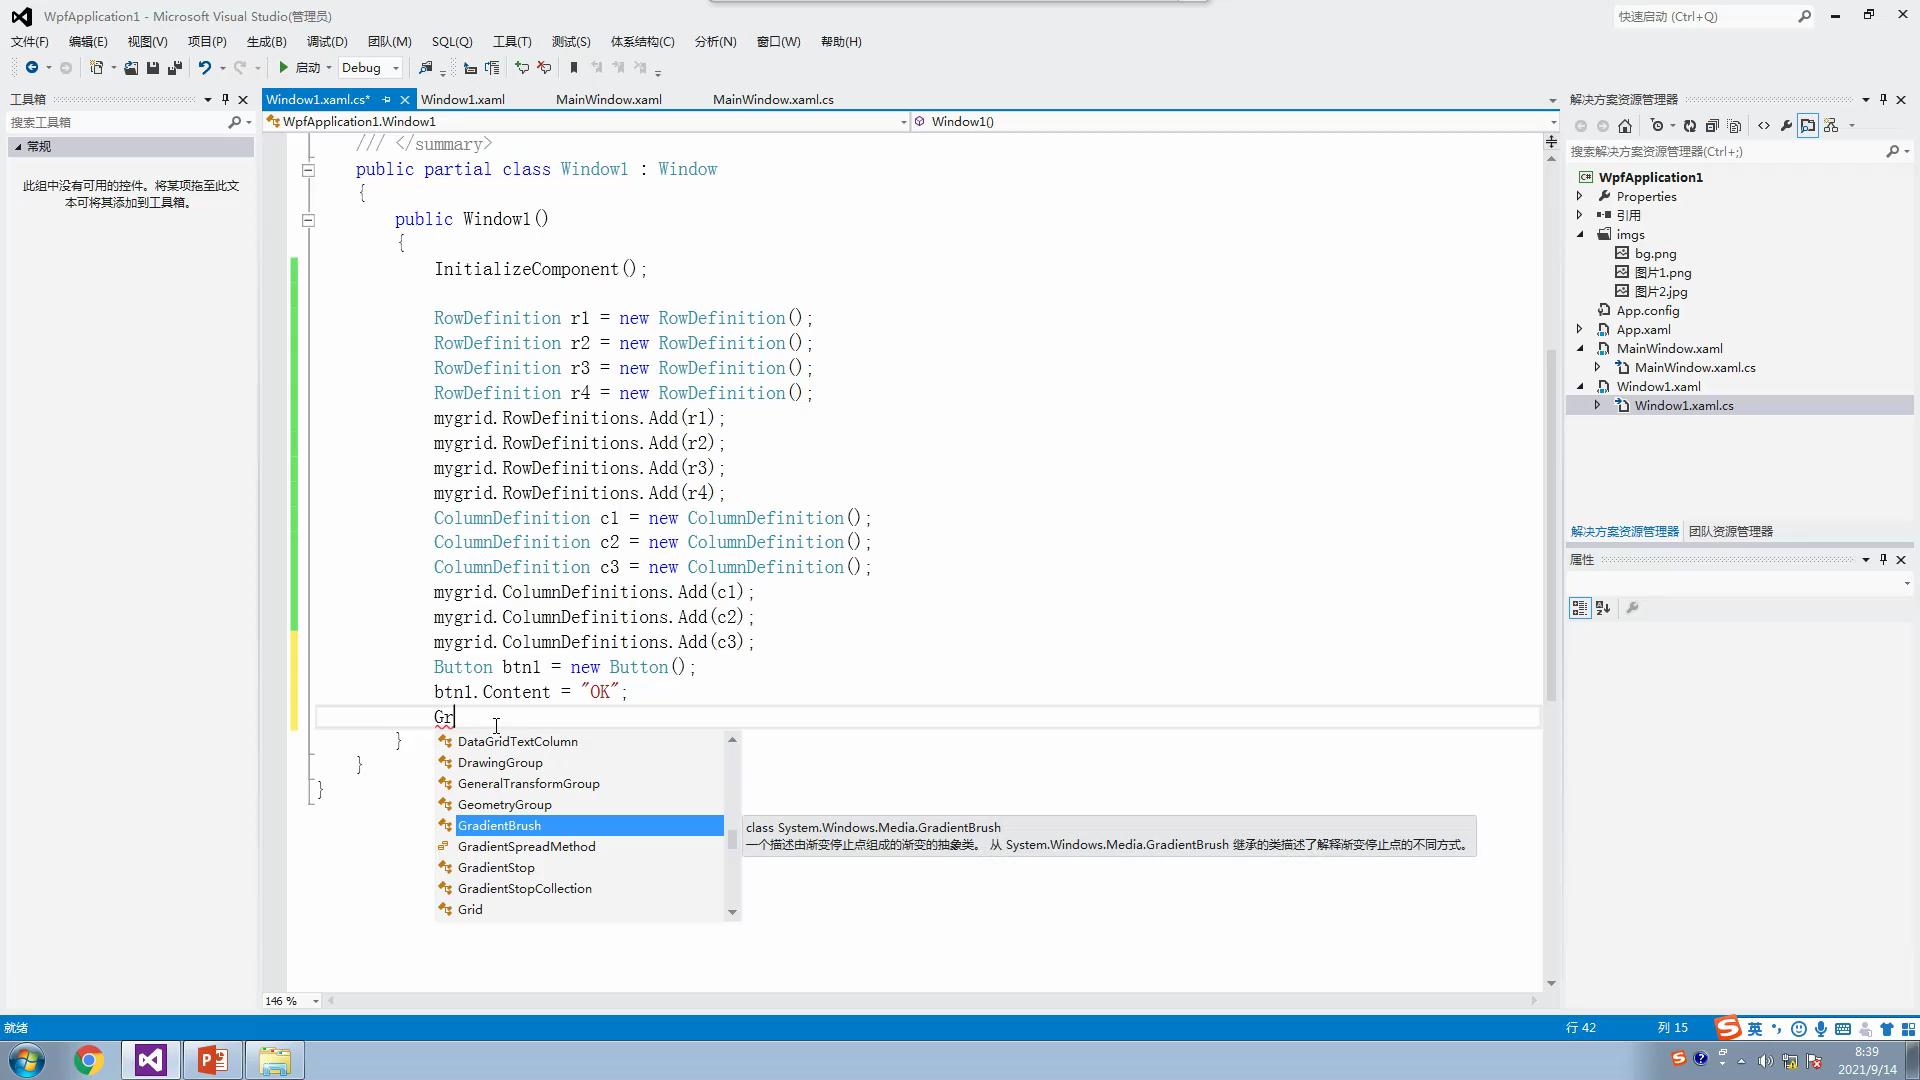 WpfApplication1 - Microsoft Visual Studio(管理员)
快速启动 (Ctrl+Q)
文件(F) 编辑(E) 视图(V) 项目(P) 生成(B) 调试(D) 团队(M) SQL(Q) 工具(T) 测试(S) 体系结构(C) 分析(N) 窗口(W) 帮助(H)
启动 Debug
工具箱
搜索工具箱
常规
此组中没有可用的控件。将某项拖至此文
本可将其添加到工具箱。
Window1.xaml.cs* Window1.xaml MainWindow.xaml MainWindow.xaml.cs
WpfApplication1.Window1 Window1()
/// </summary>
public partial class Window1 : Window
{
public Window1()
{
InitializeComponent();
RowDefinition r1 = new RowDefinition();
RowDefinition r2 = new RowDefinition();
RowDefinition r3 = new RowDefinition();
RowDefinition r4 = new RowDefinition();
mygrid.RowDefinitions.Add(r1);
mygrid.RowDefinitions.Add(r2);
mygrid.RowDefinitions.Add(r3);
mygrid.RowDefinitions.Add(r4);
ColumnDefinition c1 = new ColumnDefinition();
ColumnDefinition c2 = new ColumnDefinition();
ColumnDefinition c3 = new ColumnDefinition();
mygrid.ColumnDefinitions.Add(c1);
mygrid.ColumnDefinitions.Add(c2);
mygrid.ColumnDefinitions.Add(c3);
Button btn1 = new Button();
btn1.Content = "OK";
Gr
}
}
}
DataGridTextColumn
DrawingGroup
GeneralTransformGroup
GeometryGroup
GradientBrush
GradientSpreadMethod
GradientStop
GradientStopCollection
Grid
class System.Windows.Media.GradientBrush
一个描述由渐变停止点组成的渐变的抽象类。 从 System.Windows.Media.GradientBrush 继承的类描述了解释渐变停止点的不同方式。
146 %
解决方案资源管理器
搜索解决方案资源管理器(Ctrl+;)
WpfApplication1
Properties
引用
imgs
bg.png
图片1.png
图片2.jpg
App.config
App.xaml
MainWindow.xaml
MainWindow.xaml.cs
Window1.xaml
Window1.xaml.cs
解决方案资源管理器 团队资源管理器
属性
就绪
行 42 列 15
英
8:39
2021/9/14